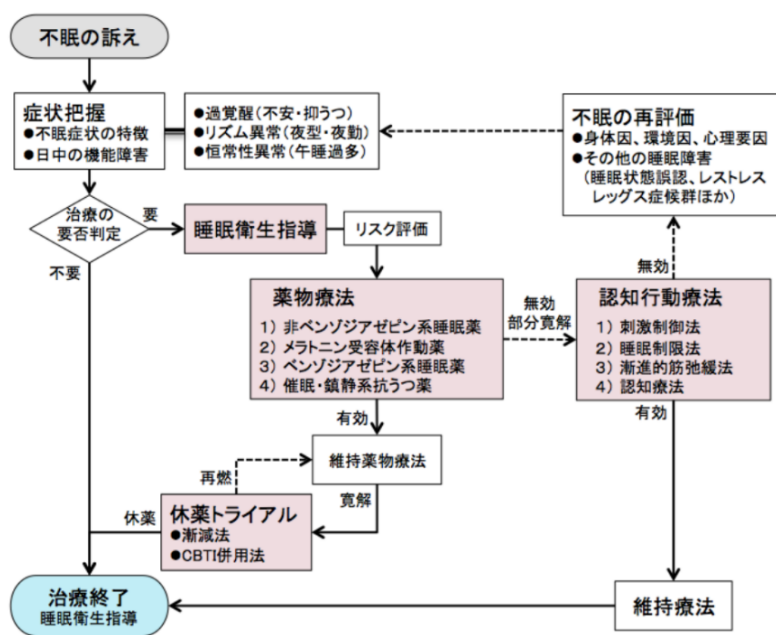 不眠の訴え
症状把握
●不眠症状の特徴
●日中の機能障害
●過覚醒(不安・抑うつ)
●リズム異常(夜型・夜勤)
●恒常性異常(午睡過多)
不眠の再評価
●身体因、環境因、心理要因
●その他の睡眠障害
(睡眠状態誤認、レストレス
レッグス症候群ほか)
治療の
要否判定
要
不要
睡眠衛生指導
リスク評価
無効
薬物療法
1) 非ベンゾジアゼピン系睡眠薬
2) メラトニン受容体作動薬
3) ベンゾジアゼピン系睡眠薬
4) 催眠・鎮静系抗うつ薬
無効
部分寛解
認知行動療法
1) 刺激制御法
2) 睡眠制限法
3) 漸進的筋弛緩法
4) 認知療法
有効
有効
維持薬物療法
再燃
寛解
休薬
休薬トライアル
●漸減法
●CBTI併用法
治療終了
睡眠衛生指導
維持療法